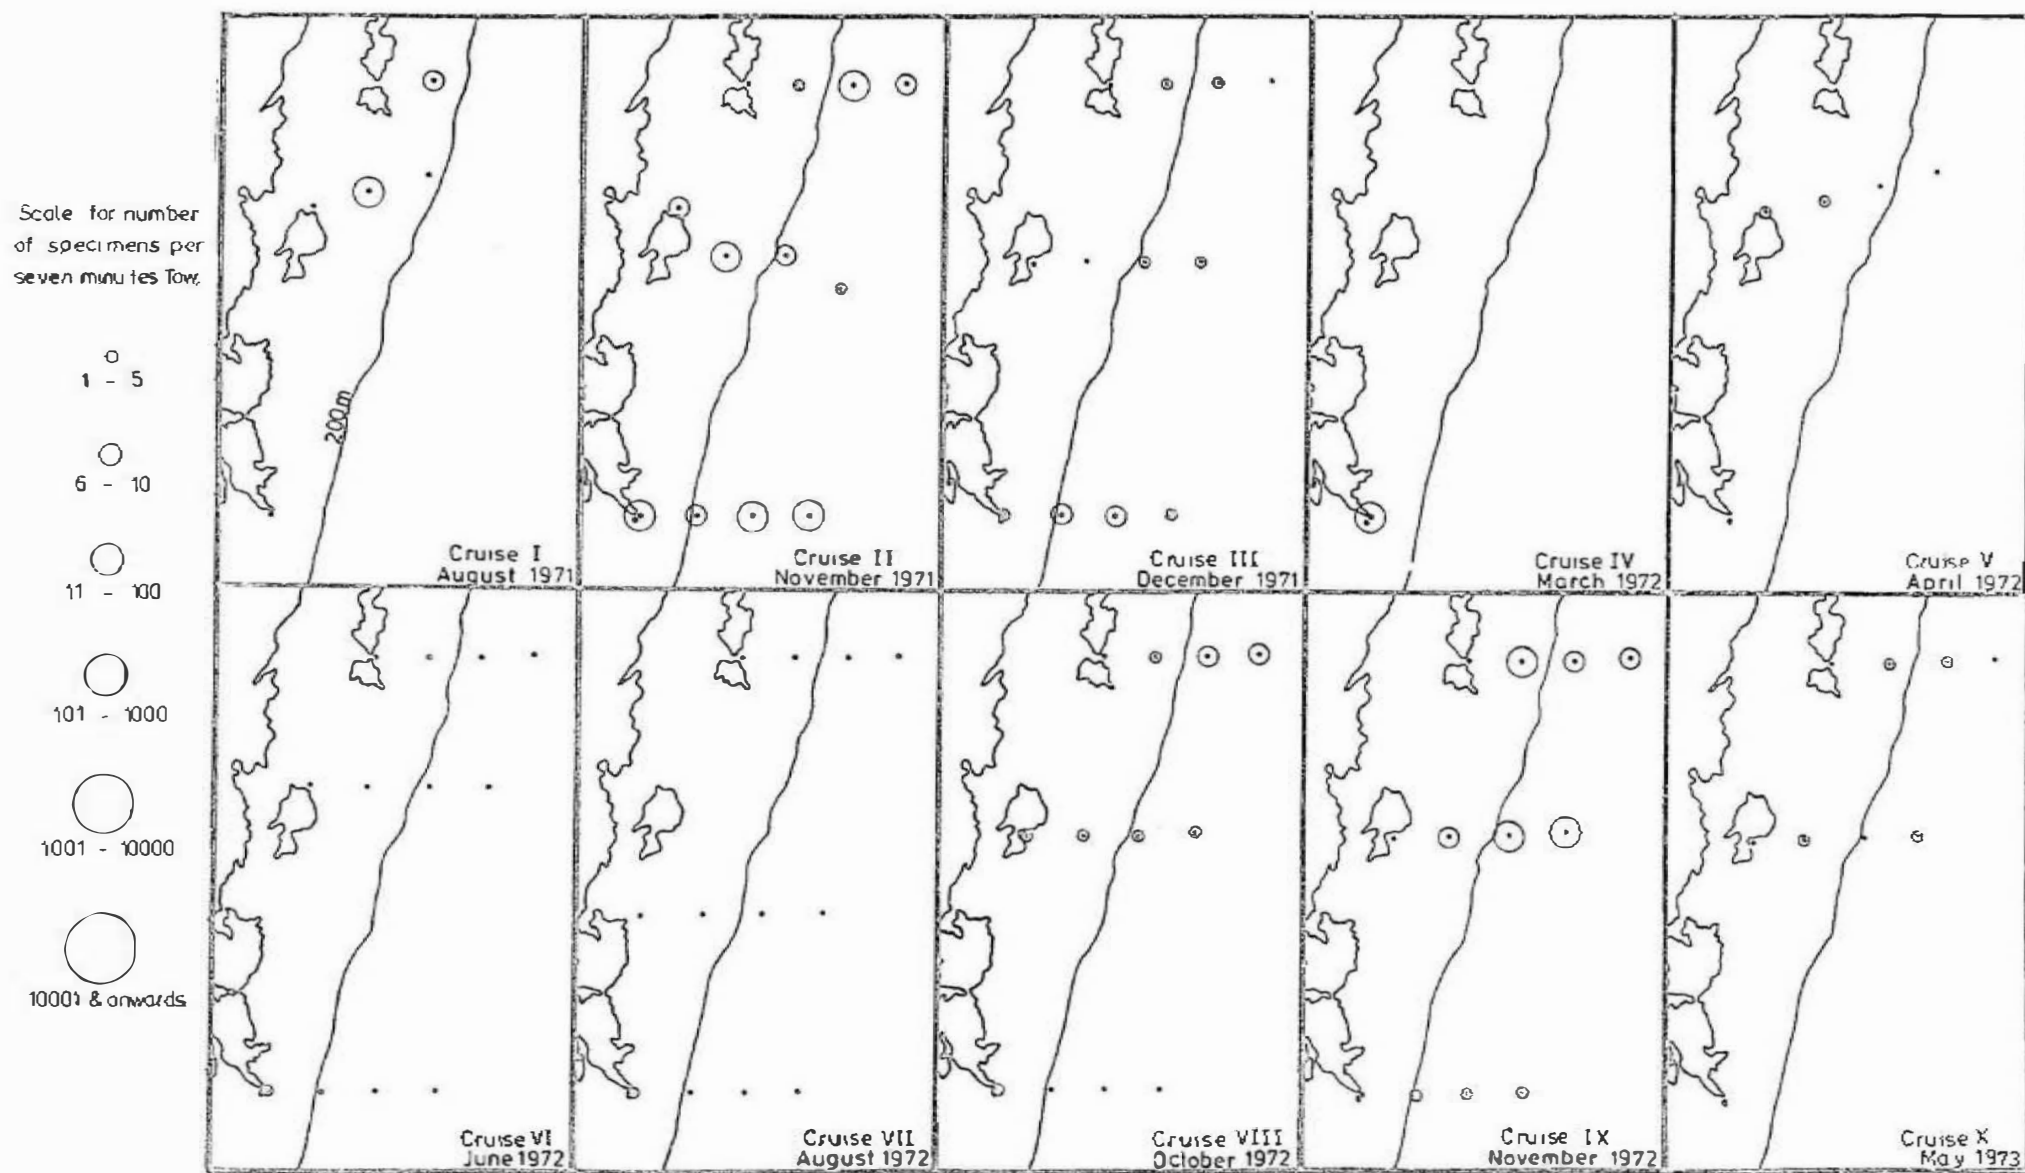 Scale for number
of specimens per
seven minutes Tow.
1 - 5
6 - 10
11 - 100
101 - 1000
1001 - 10000
10001 & onwards
200m
Cruise I
August 1971
Cruise II
November 1971
Cruise III
December 1971
Cruise IV
March 1972
Cruise V
April 1972
Cruise VI
June 1972
Cruise VII
August 1972
Cruise VIII
October 1972
Cruise IX
November 1972
Cruise X
May 1973